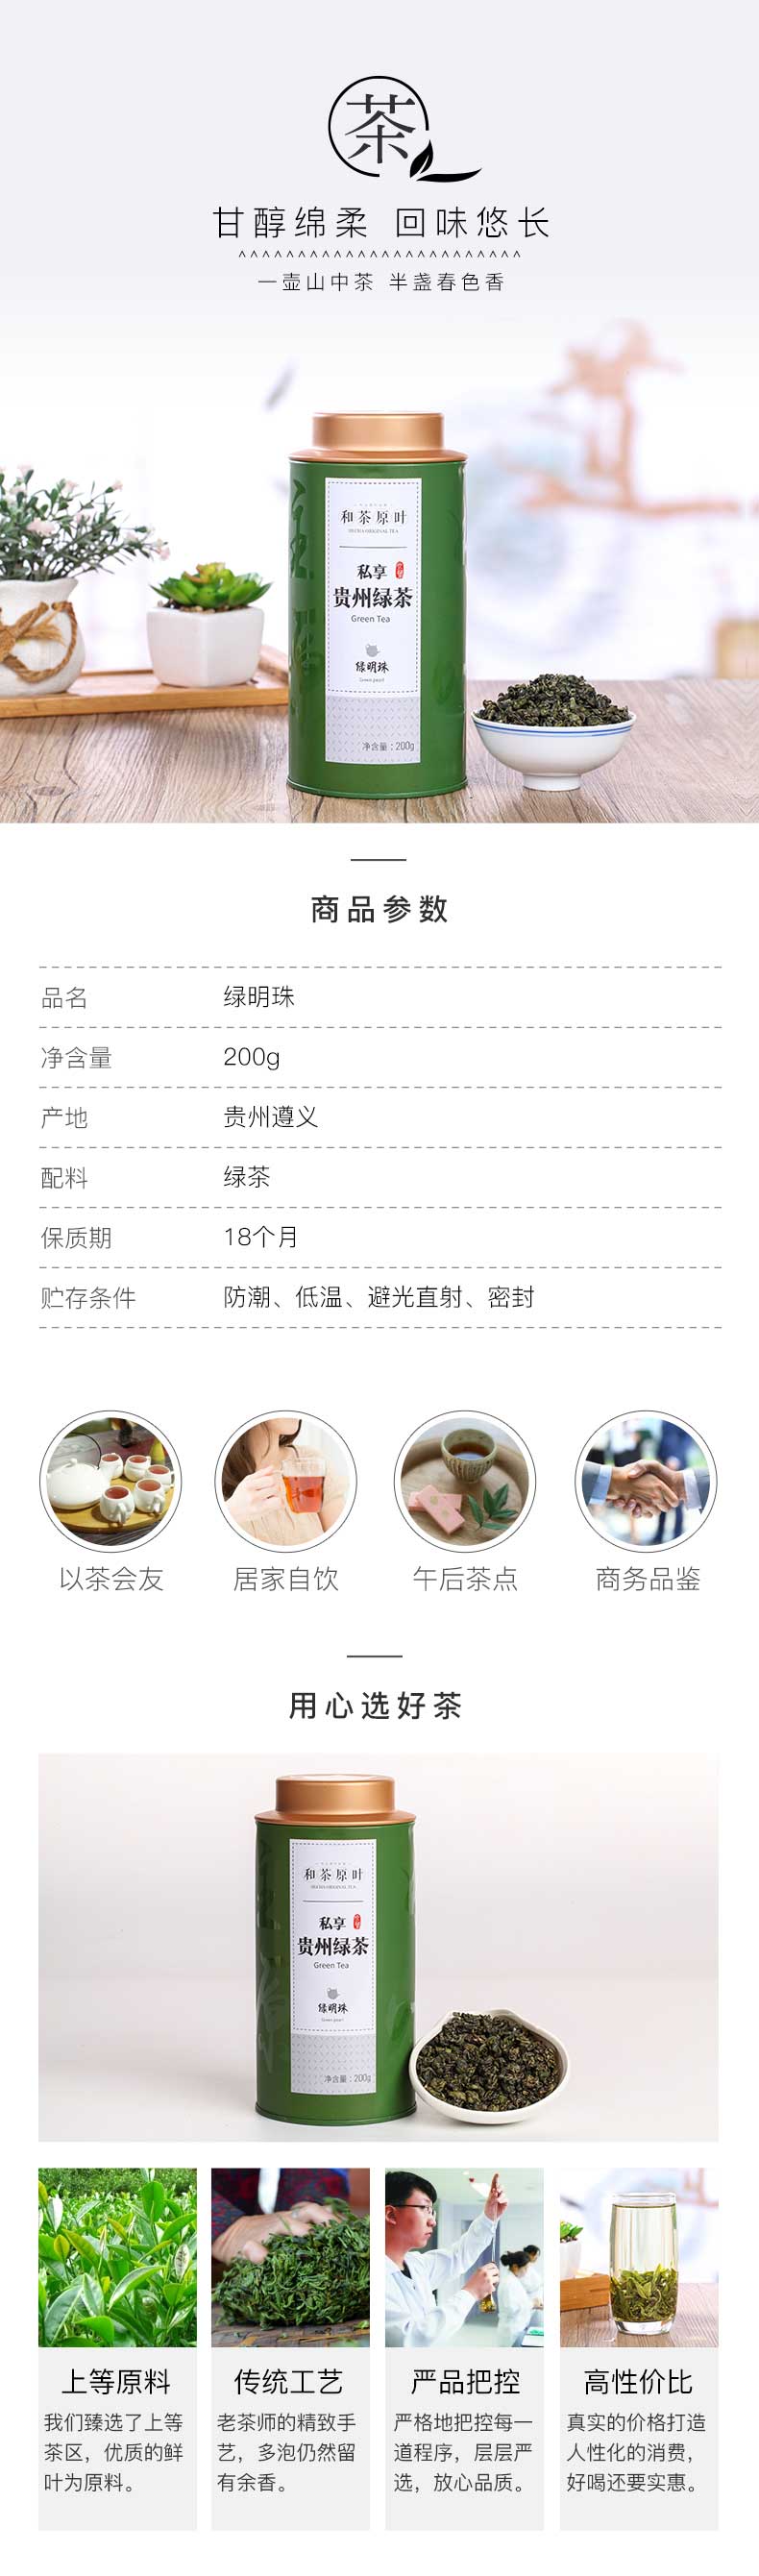 茶
甘醇绵柔 回味悠长
一壶山中茶 半盏春色香
和茶原叶
HECHA ORIGINAL TEA
私享
贵州绿茶
Green Tea
绿明珠
Green pearl
净含量:200g
商品参数
品名 绿明珠
净含量 200g
产地 贵州遵义
配料 绿茶
保质期 18个月
贮存条件 防潮、低温、避光直射、密封
以茶会友 居家自饮 午后茶点 商务品鉴
用心选好茶
和茶原叶
HECHA ORIGINAL TEA
私享
贵州绿茶
Green Tea
绿明珠
Green pearl
净含量:200g
上等原料
我们臻选了上等
茶区，优质的鲜
叶为原料。
传统工艺
老茶师的精致手
艺，多泡仍然留
有余香。
严品把控
严格地把控每一
道程序，层层严
选，放心品质。
高性价比
真实的价格打造
人性化的消费，
好喝还要实惠。